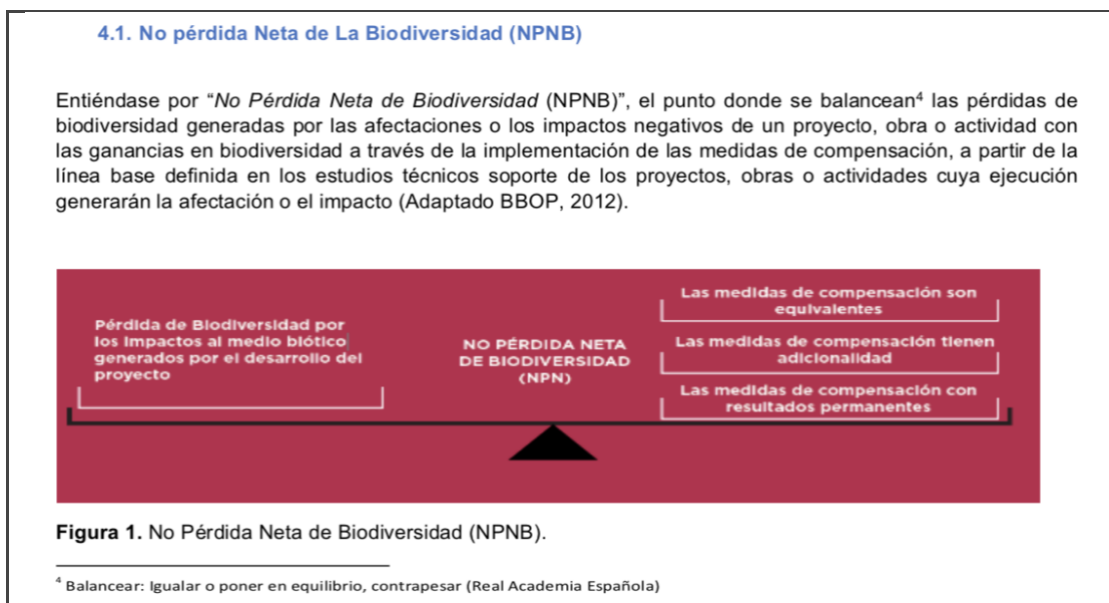 4.1. No pérdida Neta de La Biodiversidad (NPNB)
Entiéndase por “No Pérdida Neta de Biodiversidad (NPNB)”, el punto donde se balancean⁴ las pérdidas de
biodiversidad generadas por las afectaciones o los impactos negativos de un proyecto, obra o actividad con
las ganancias en biodiversidad a través de la implementación de las medidas de compensación, a partir de la
línea base definida en los estudios técnicos soporte de los proyectos, obras o actividades cuya ejecución
generarán la afectación o el impacto (Adaptado BBOP, 2012).
Pérdida de Biodiversidad por
los impactos al medio biótico
generados por el desarrollo del
proyecto
NO PÉRDIDA NETA
DE BIODIVERSIDAD
(NPN)
Las medidas de compensación son
equivalentes
Las medidas de compensación tienen
adicionalidad
Las medidas de compensación con
resultados permanentes
Figura 1. No Pérdida Neta de Biodiversidad (NPNB).
⁴ Balancear: Igualar o poner en equilibrio, contrapesar (Real Academia Española)